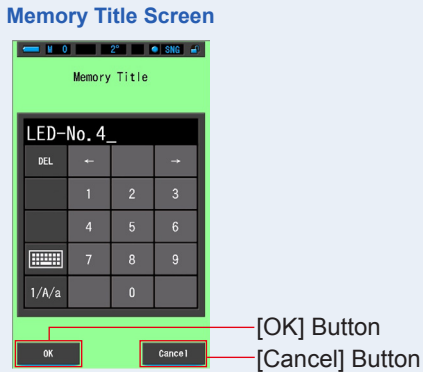 Memory Title Screen
M 0 2° SNG
Memory Title
LED-No.4_
DEL ← →
1 2 3
4 5 6
7 8 9
1/A/a 0
OK Cancel
[OK] Button
[Cancel] Button